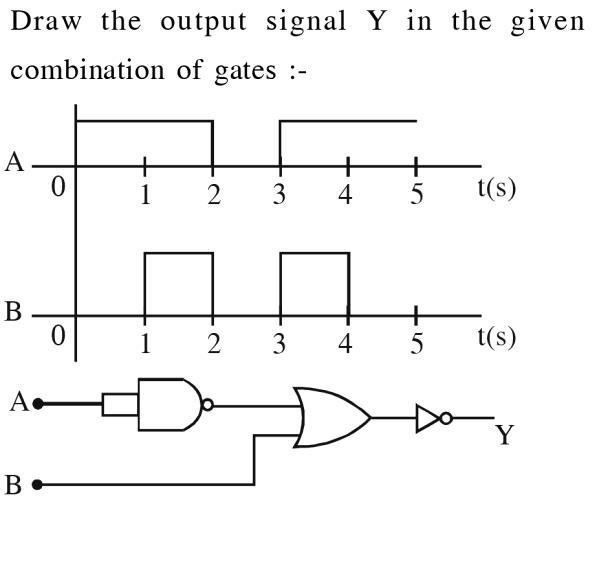 Draw the output signal Y in the given
combination of gates :-
A
0 1 2 3 4 5 t(s)
B
0 1 2 3 4 5 t(s)
A
Y
B